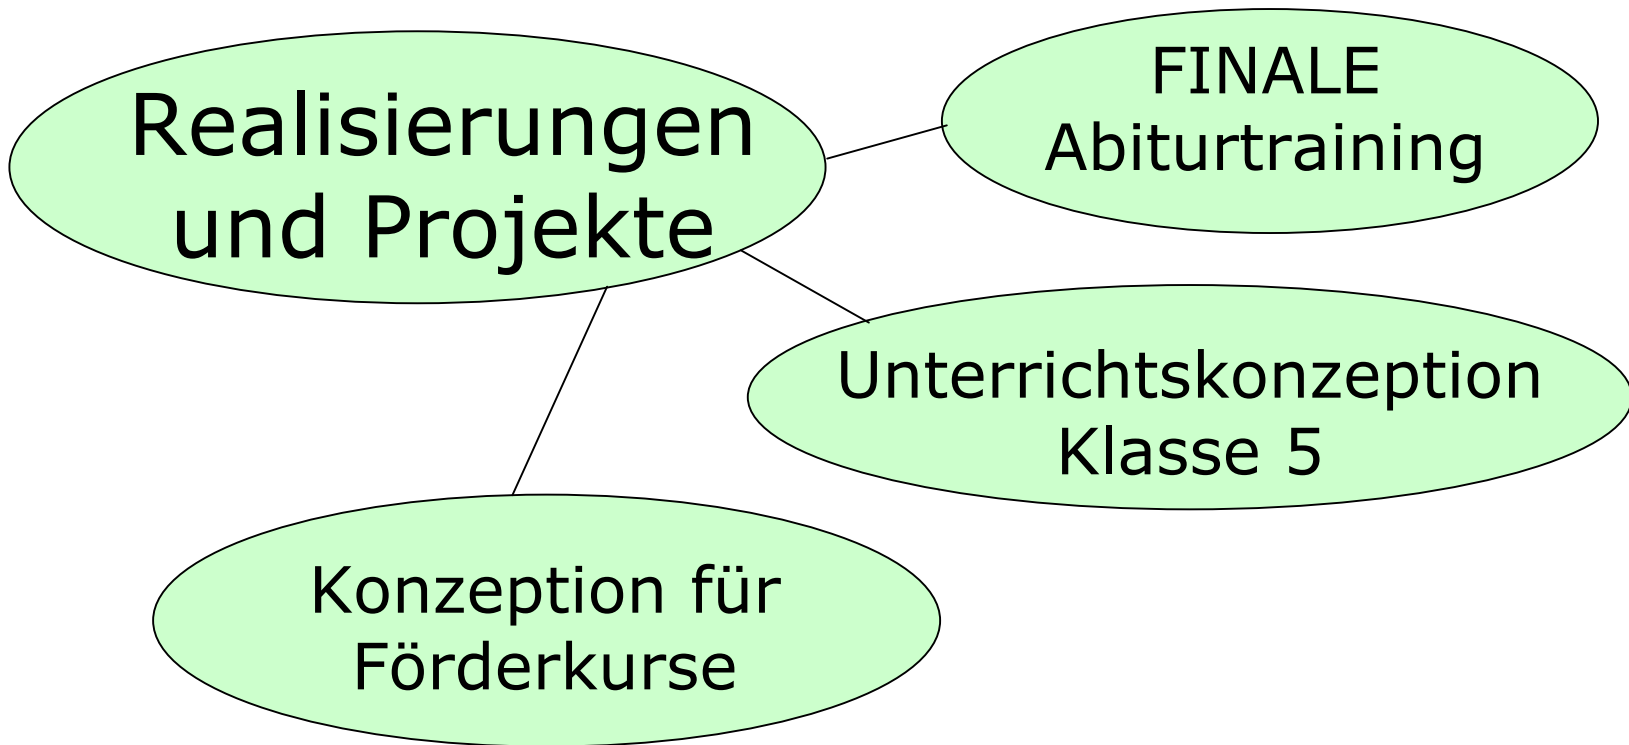 Realisierungen
und Projekte
FINALE
Abiturtraining
Unterrichtskonzeption
Klasse 5
Konzeption für
Förderkurse